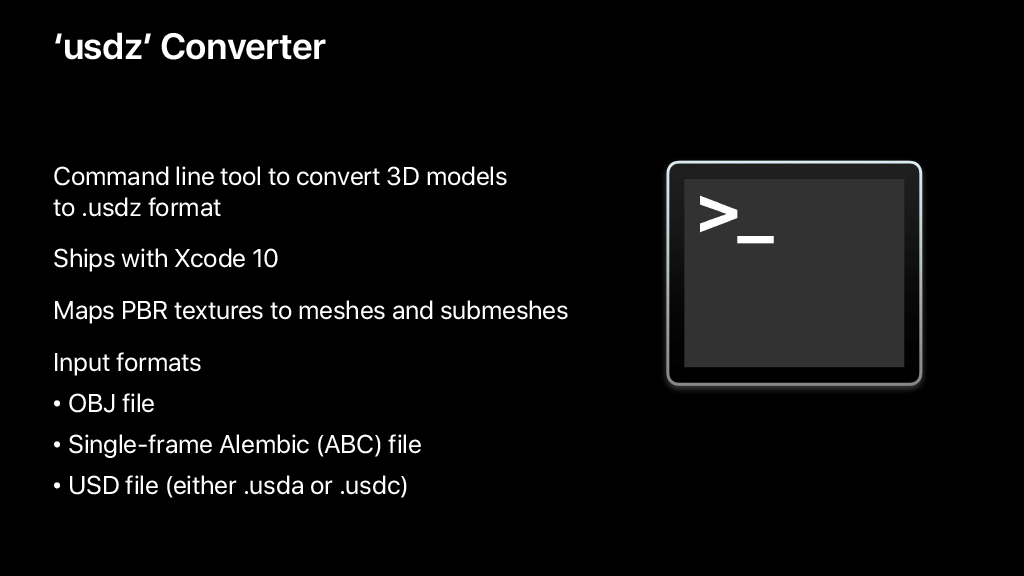 ‘usdz’ Converter
Command line tool to convert 3D models
to .usdz format
Ships with Xcode 10
Maps PBR textures to meshes and submeshes
Input formats
• OBJ file
• Single-frame Alembic (ABC) file
• USD file (either .usda or .usdc)
>_